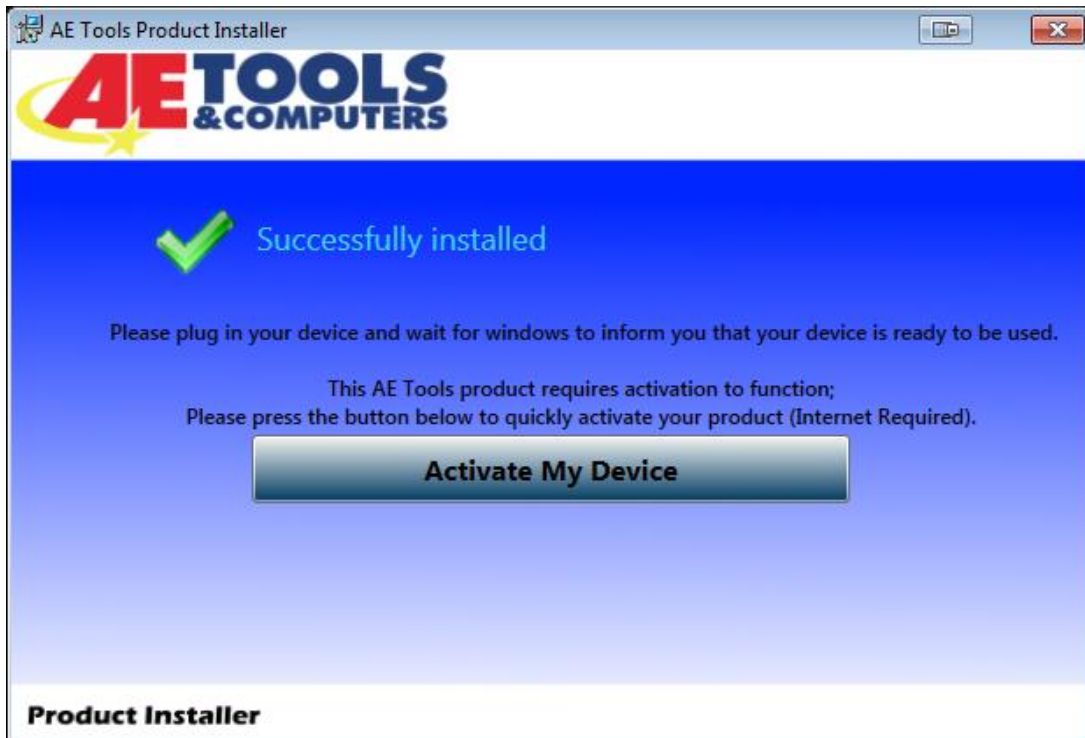 AE Tools Product Installer
AE TOOLS
&COMPUTERS
Successfully installed
Please plug in your device and wait for windows to inform you that your device is ready to be used.
This AE Tools product requires activation to function;
Please press the button below to quickly activate your product (Internet Required).
Activate My Device
Product Installer